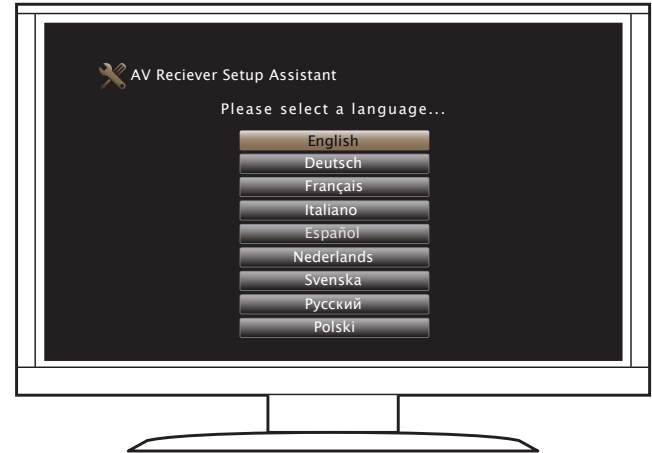 AV Reciever Setup Assistant
Please select a language...
English
Deutsch
Français
Italiano
Español
Nederlands
Svenska
Русский
Polski